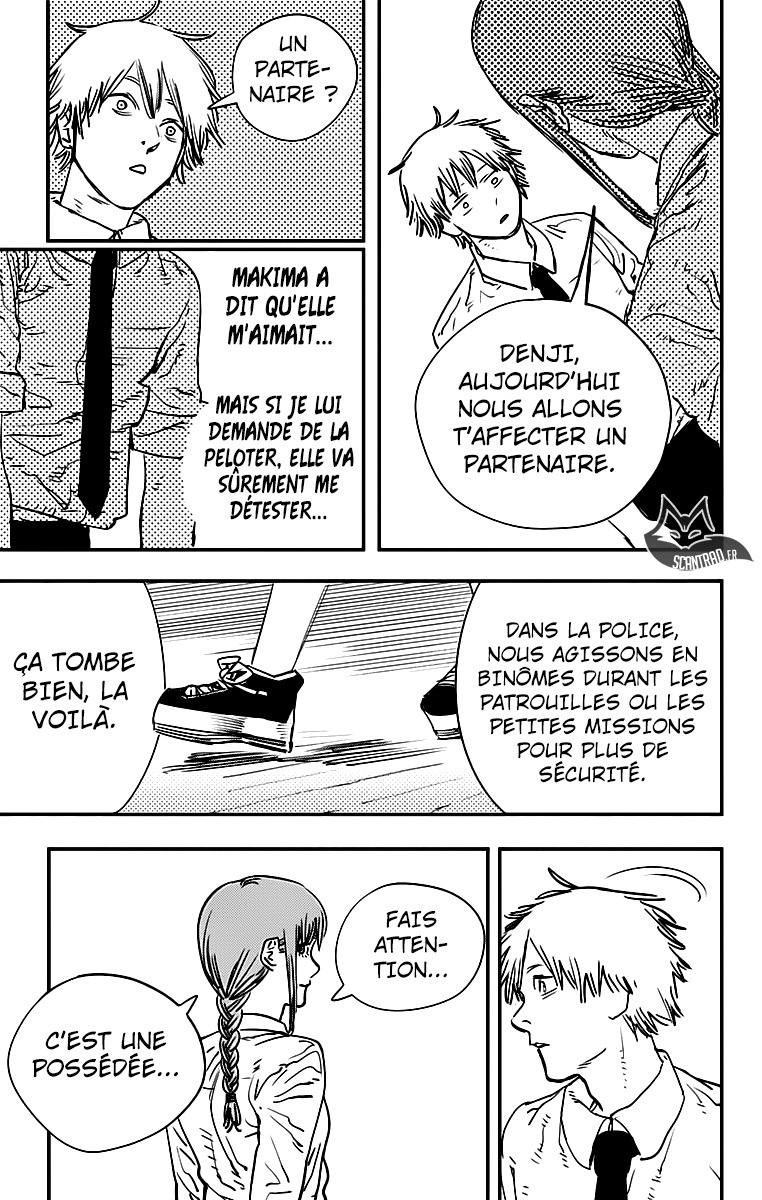 DENJI,
AUJOURD'HUI
NOUS ALLONS
T'AFFECTER UN
PARTENAIRE.
UN
PARTE-
NAIRE ?
MAKIMA A
DIT QU'ELLE
M'AIMAIT...
MAIS SI JE LUI
DEMANDE DE LA
PELOTER, ELLE VA
SÛREMENT ME
DÉTESTER...
SCANTRAD.FR
DANS LA POLICE,
NOUS AGISSONS EN
BINÔMES DURANT LES
PATROUILLES OU LES
PETITES MISSIONS
POUR PLUS DE
SÉCURITÉ.
ÇA TOMBE
BIEN, LA
VOILÀ.
FAIS
ATTEN-
TION...
C'EST UNE
POSSÉDÉE...